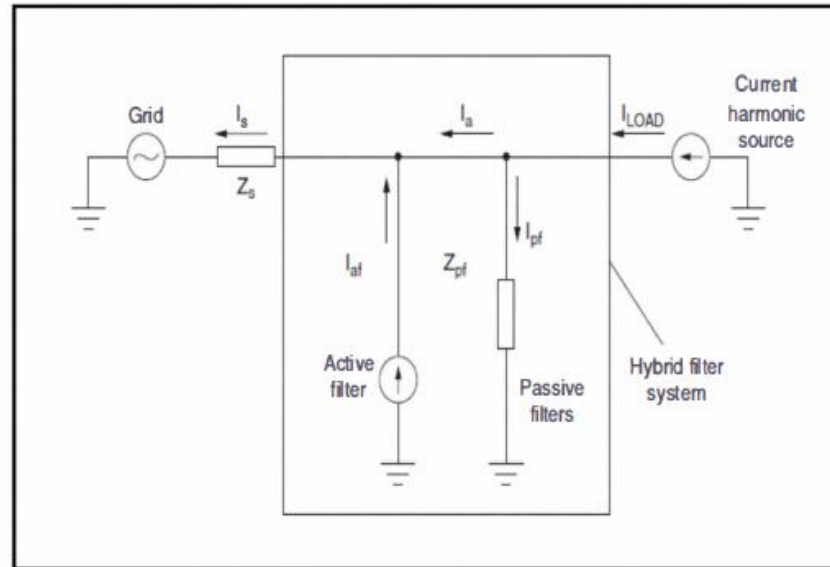 Grid
I_s
Z_s
I_a
I_LOAD
Current
harmonic
source
I_af
Z_pf
I_pf
Active
filter
Passive
filters
Hybrid filter
system